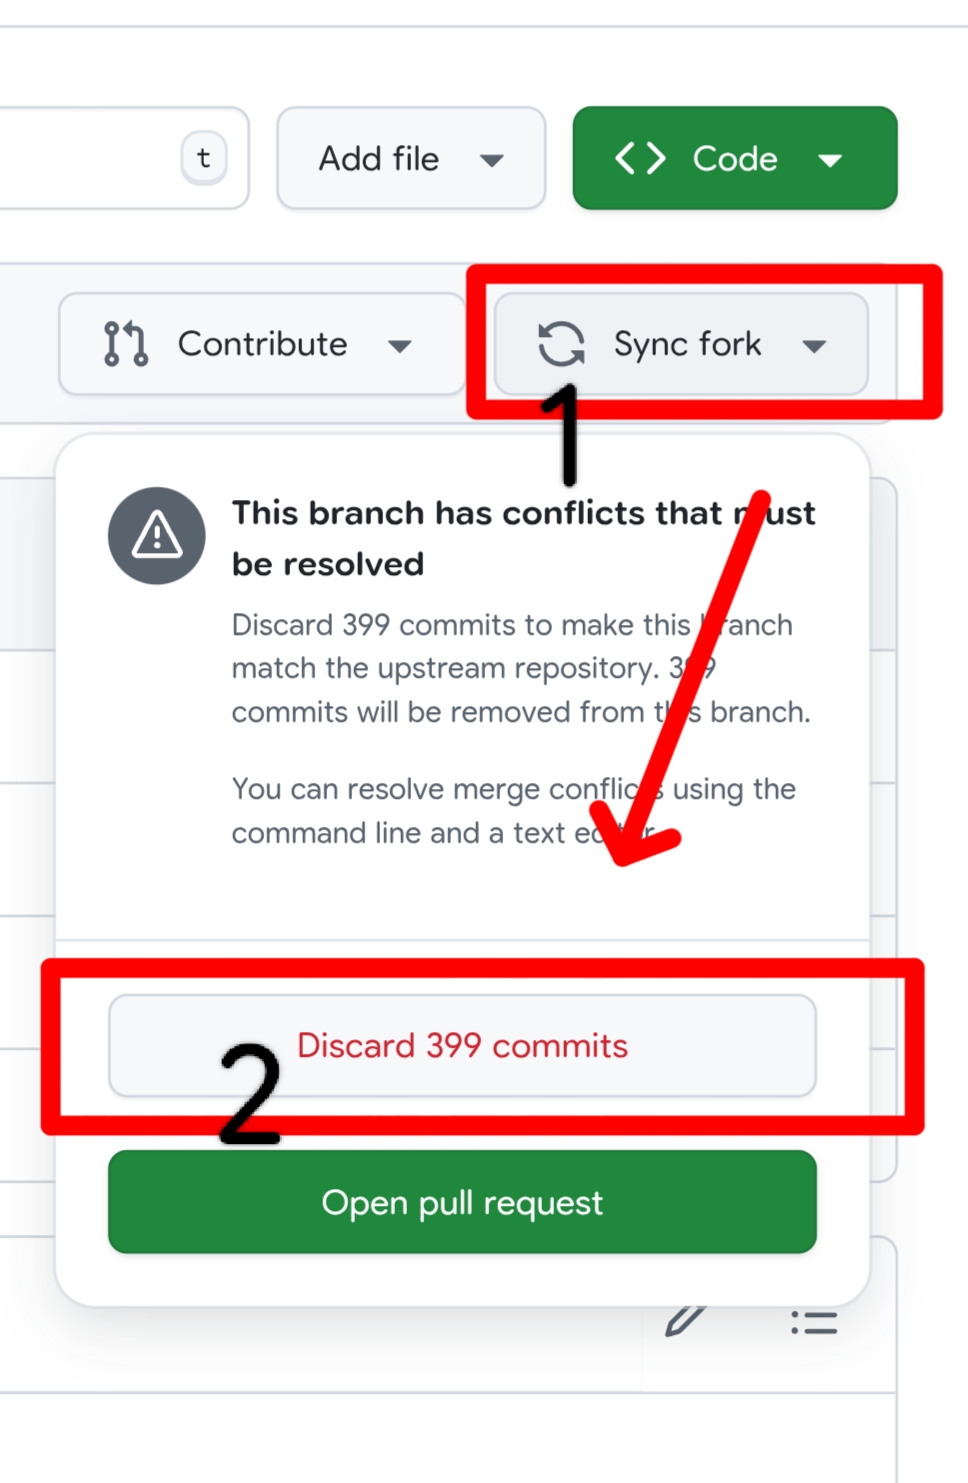 t
Add file
Code
Contribute
Sync fork
1
This branch has conflicts that must
be resolved
Discard 399 commits to make this branch
match the upstream repository. 399
commits will be removed from this branch.
You can resolve merge conflicts using the
command line and a text editor.
Discard 399 commits
2
Open pull request